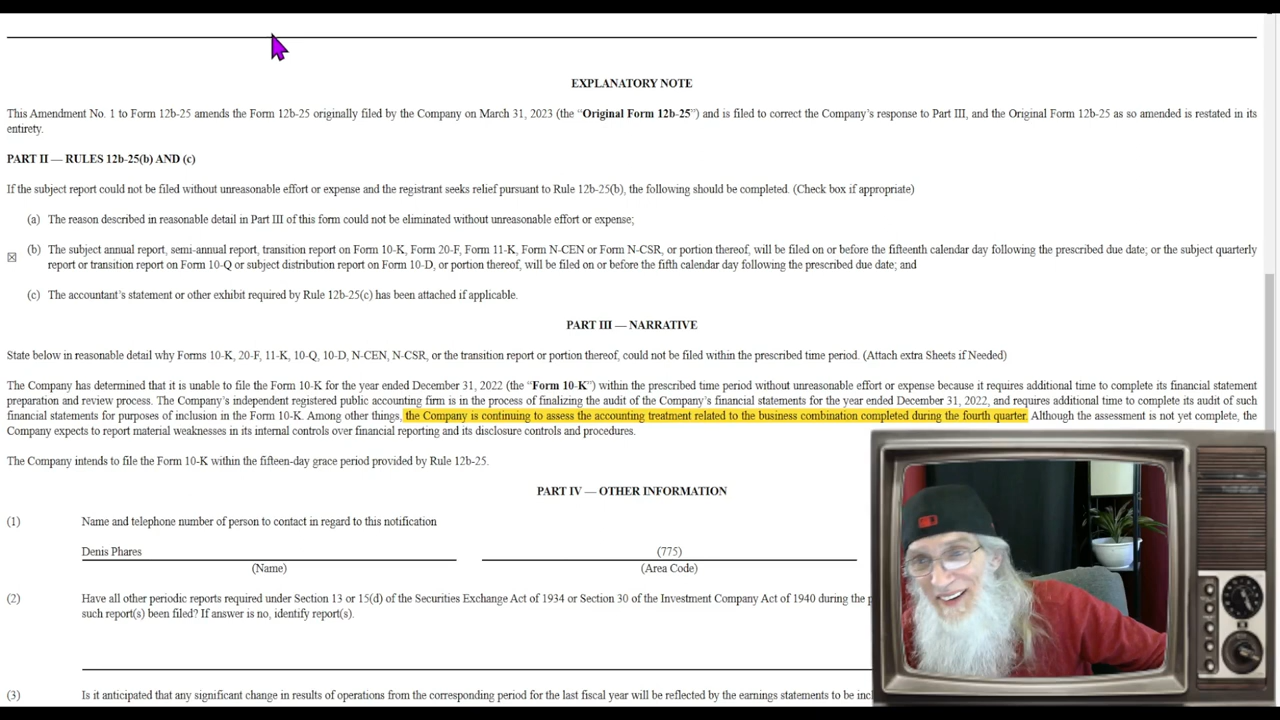 EXPLANATORY NOTE
This Amendment No. 1 to Form 12b-25 amends the Form 12b-25 originally filed by the Company on March 31, 2023 (the “Original Form 12b-25”) and is filed to correct the Company’s response to Part III, and the Original Form 12b-25 as so amended is restated in its
entirety.
PART II — RULES 12b-25(b) AND (c)
If the subject report could not be filed without unreasonable effort or expense and the registrant seeks relief pursuant to Rule 12b-25(b), the following should be completed. (Check box if appropriate)
(a) The reason described in reasonable detail in Part III of this form could not be eliminated without unreasonable effort or expense;
☒ (b) The subject annual report, semi-annual report, transition report on Form 10-K, Form 20-F, Form 11-K, Form N-CEN or Form N-CSR, or portion thereof, will be filed on or before the fifteenth calendar day following the prescribed due date; or the subject quarterly
report or transition report on Form 10-Q or subject distribution report on Form 10-D, or portion thereof, will be filed on or before the fifth calendar day following the prescribed due date; and
(c) The accountant’s statement or other exhibit required by Rule 12b-25(c) has been attached if applicable.
PART III — NARRATIVE
State below in reasonable detail why Forms 10-K, 20-F, 11-K, 10-Q, 10-D, N-CEN, N-CSR, or the transition report or portion thereof, could not be filed within the prescribed time period. (Attach extra Sheets if Needed)
The Company has determined that it is unable to file the Form 10-K for the year ended December 31, 2022 (the “Form 10-K”) within the prescribed time period without unreasonable effort or expense because it requires additional time to complete its financial statement
preparation and review process. The Company’s independent registered public accounting firm is in the process of finalizing the audit of the Company’s financial statements for the year ended December 31, 2022, and requires additional time to complete its audit of such
financial statements for purposes of inclusion in the Form 10-K. Among other things, the Company is continuing to assess the accounting treatment related to the business combination completed during the fourth quarter. Although the assessment is not yet complete, the
Company expects to report material weaknesses in its internal controls over financial reporting and its disclosure controls and procedures.
The Company intends to file the Form 10-K within the fifteen-day grace period provided by Rule 12b-25.
PART IV — OTHER INFORMATION
(1) Name and telephone number of person to contact in regard to this notification
Denis Phares (775)
(Name) (Area Code)
(2) Have all other periodic reports required under Section 13 or 15(d) of the Securities Exchange Act of 1934 or Section 30 of the Investment Company Act of 1940 during the
such report(s) been filed? If answer is no, identify report(s).
(3) Is it anticipated that any significant change in results of operations from the corresponding period for the last fiscal year will be reflected by the earnings statements to be